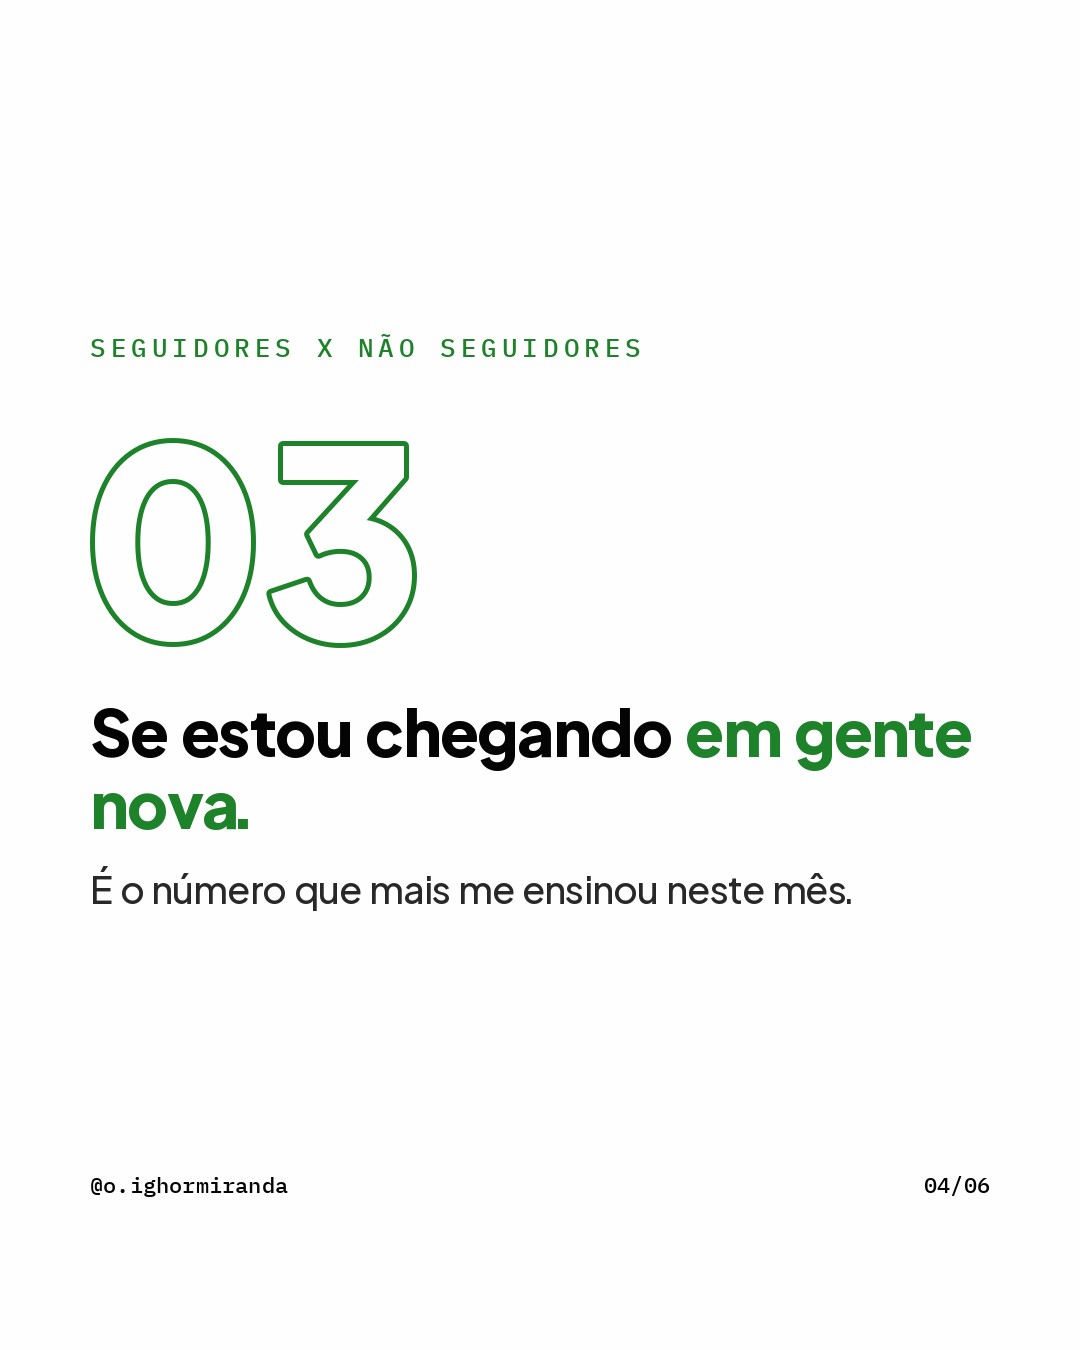 SEGUIDORES X NÃO SEGUIDORES
03
Se estou chegando em gente
nova.
É o número que mais me ensinou neste mês.
@o.ighormiranda
04/06